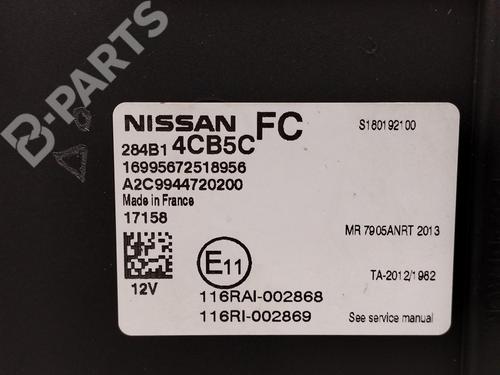 B-PARTS
NISSAN FC
284B1 4CB5C
S180192100
16995672518956
A2C9944720200
Made in France
17158
MR 7905ANRT 2013
E11
TA-2012/1962
12V
116RAI-002868
116RI-002869
See service manual